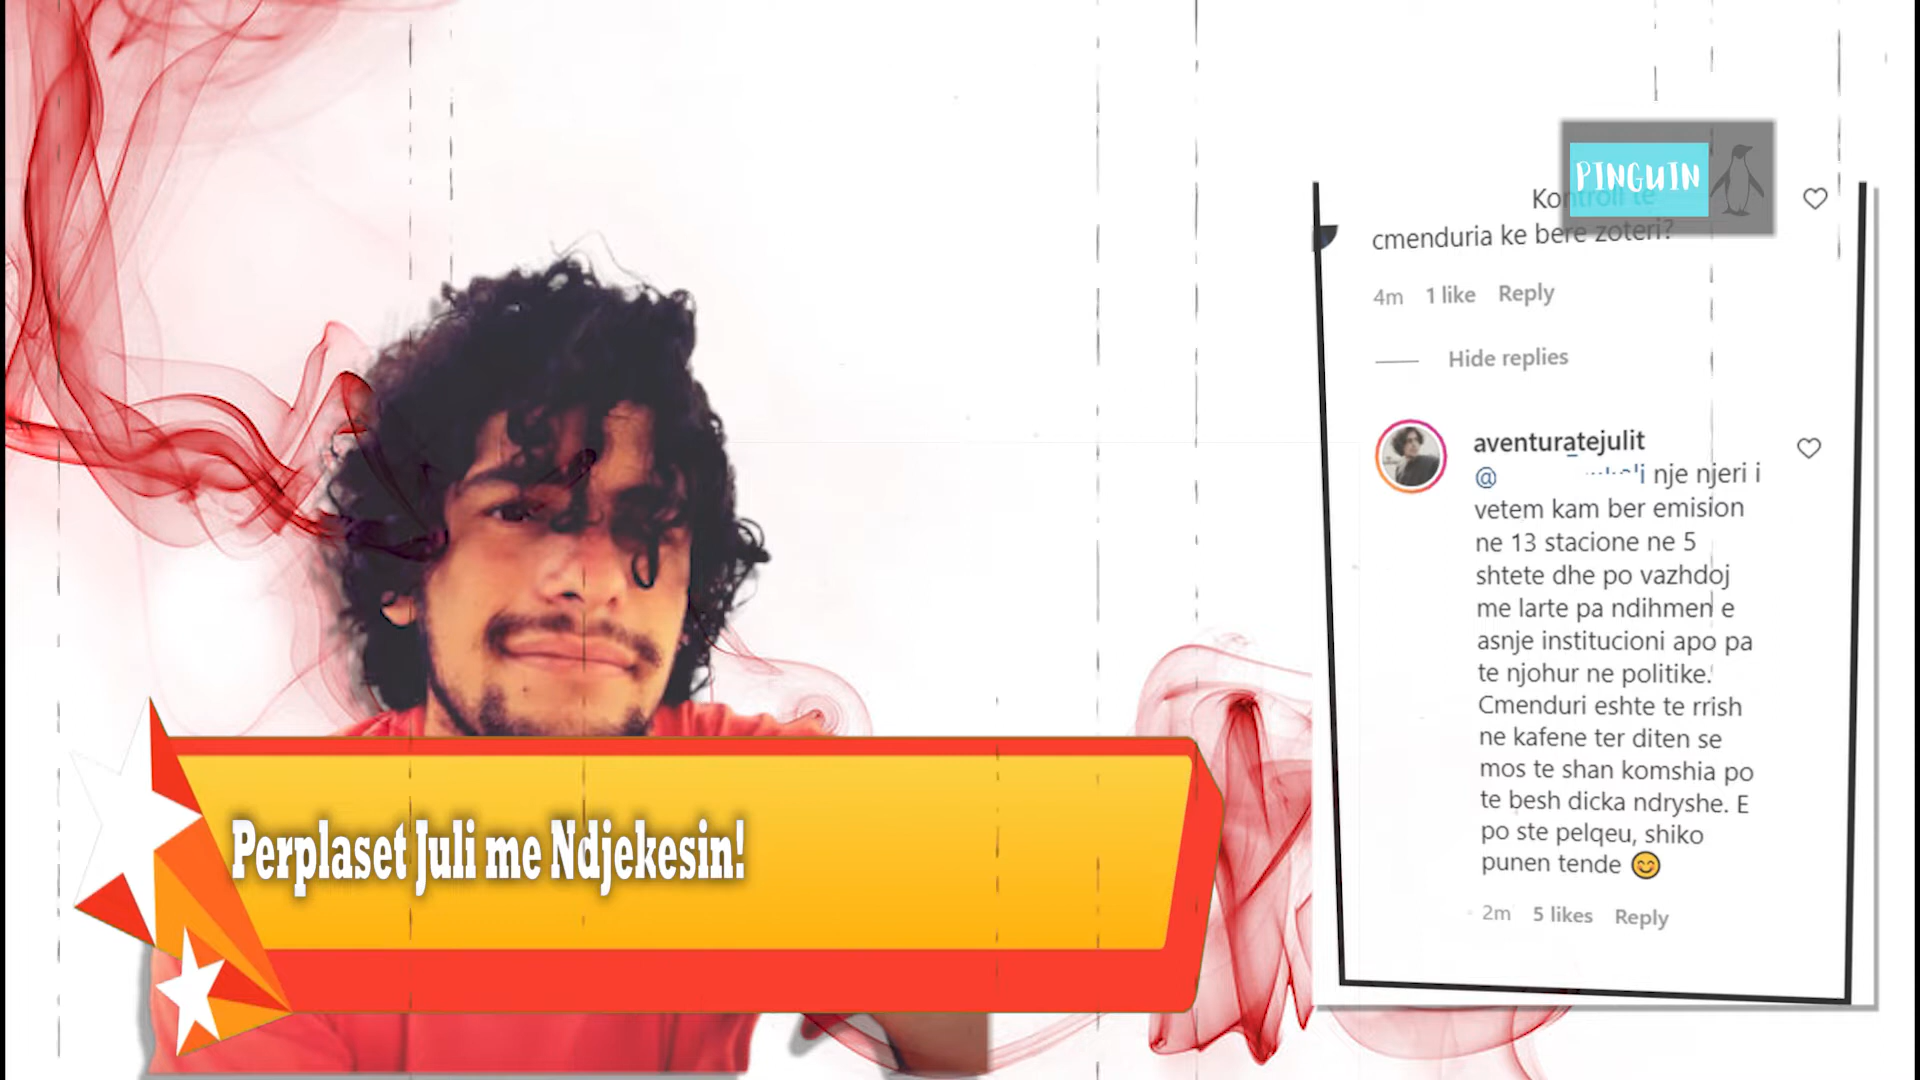 PINGUIN
Kontroll te
cmenduria ke bere zoteri?
4m 1 like Reply
Hide replies
aventuratejulit
@ nje njeri i
vetem kam ber emision
ne 13 stacione ne 5
shtete dhe po vazhdoj
me larte pa ndihmen e
asnje institucioni apo pa
te njohur ne politike.
Cmenduri eshte te rrish
ne kafene ter diten se
mos te shan komshia po
te besh dicka ndryshe. E
po ste pelqeu, shiko
punen tende 😊
2m 5 likes Reply
Perplaset Juli me Ndjekesin!